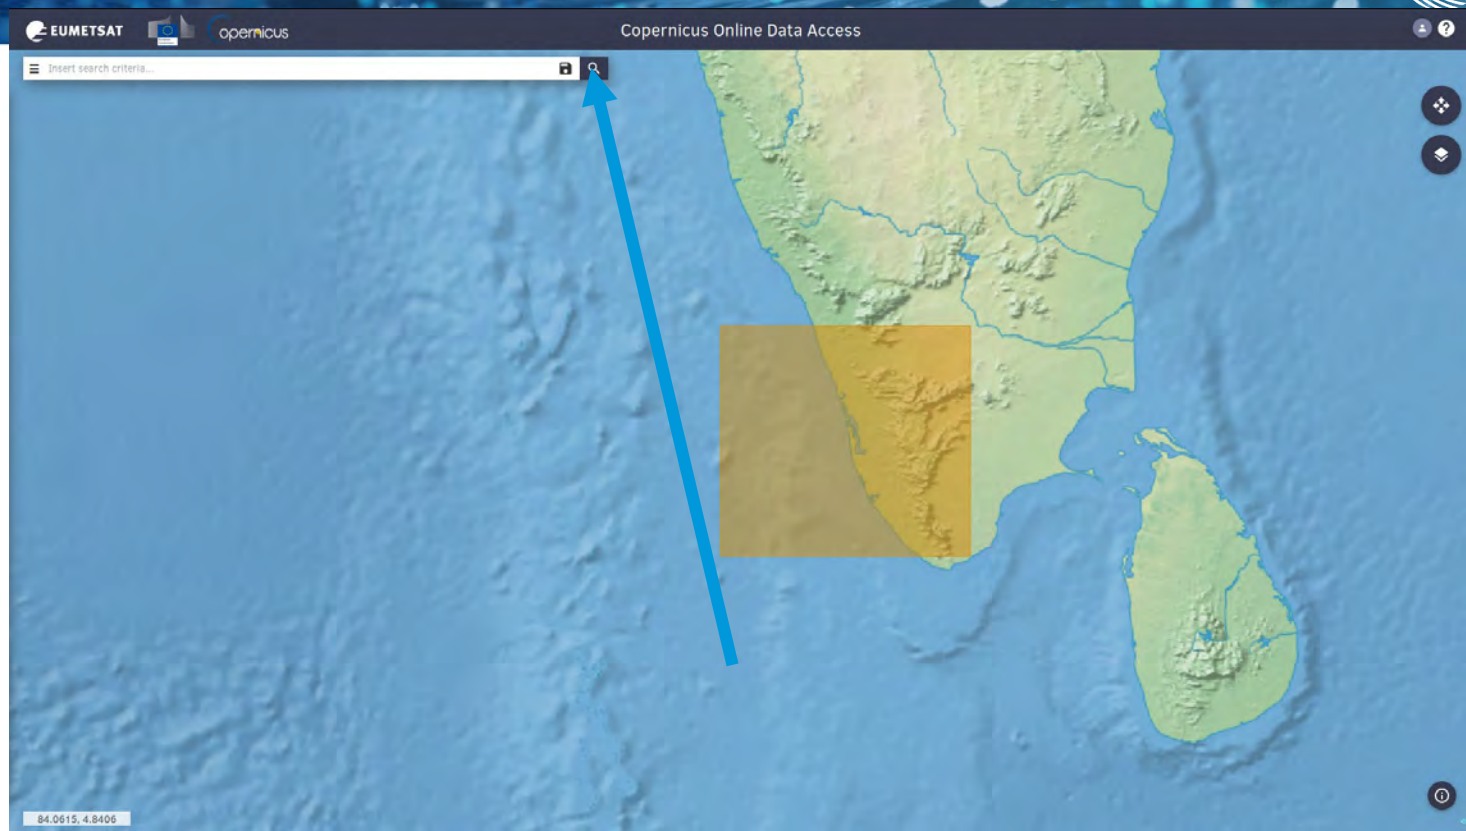 EUMETSAT
opernicus
Copernicus Online Data Access
Insert search criteria...
84.0615, 4.8406